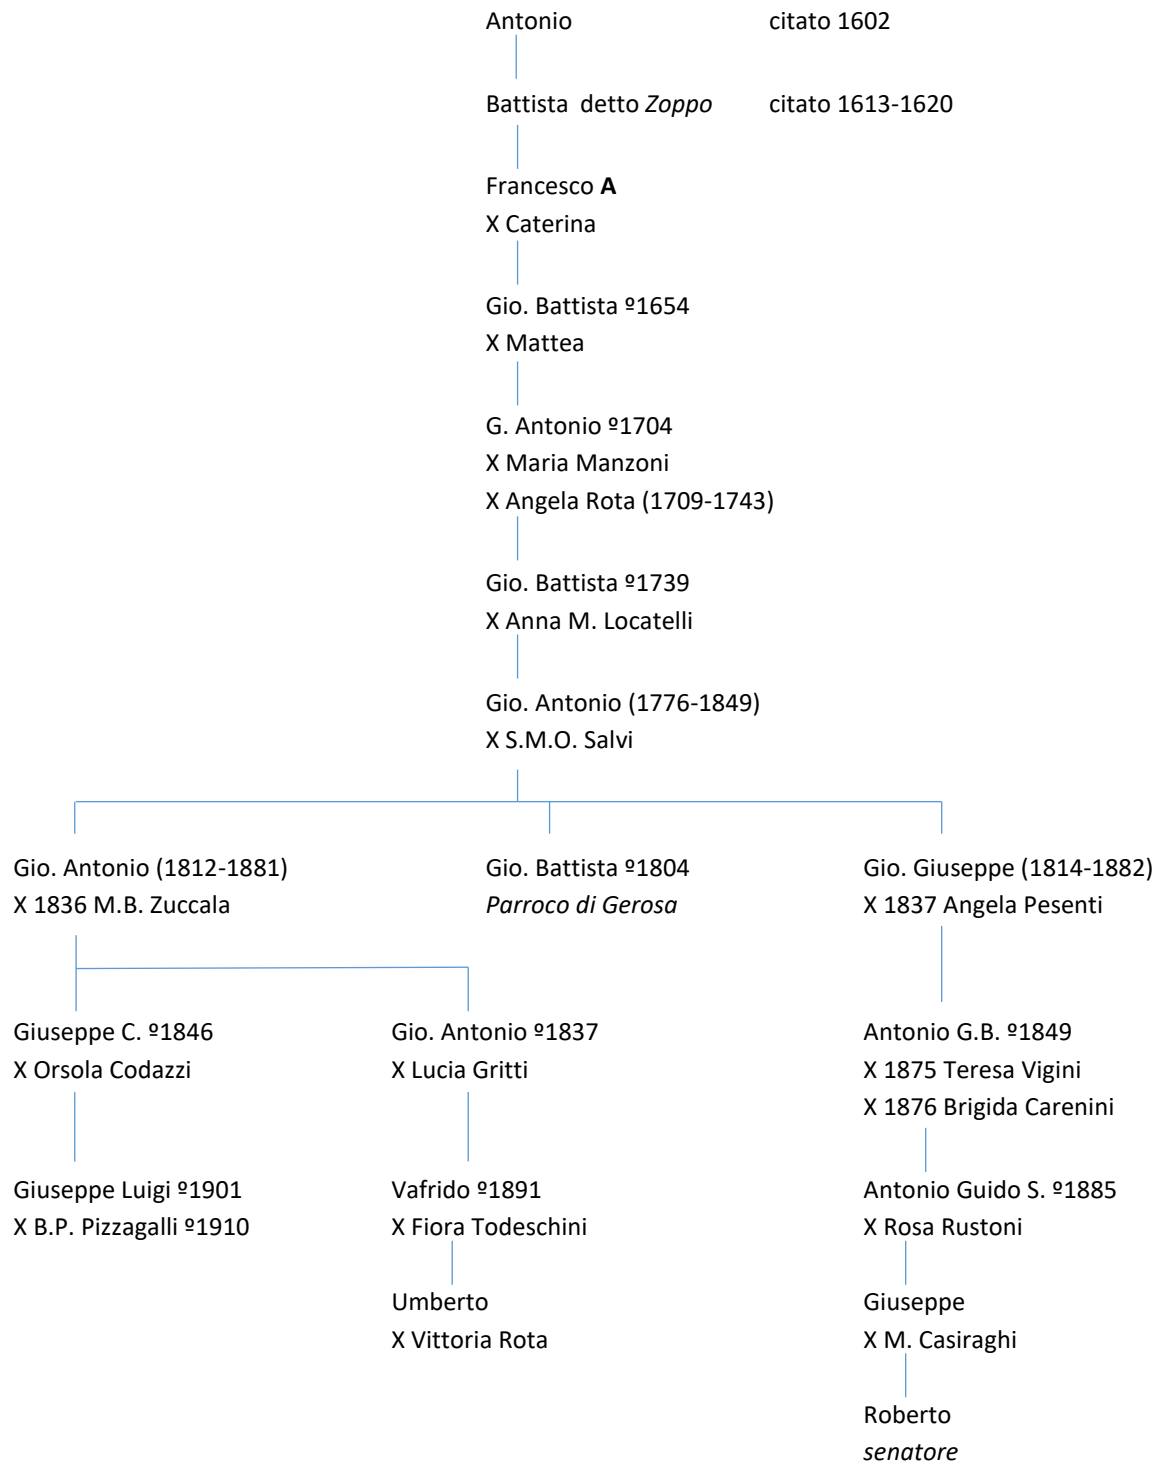 Antonio citato 1602
Battista detto Zoppo citato 1613-1620
Francesco A
X Caterina
Gio. Battista º1654
X Mattea
G. Antonio º1704
X Maria Manzoni
X Angela Rota (1709-1743)
Gio. Battista º1739
X Anna M. Locatelli
Gio. Antonio (1776-1849)
X S.M.O. Salvi
Gio. Antonio (1812-1881) Gio. Battista º1804 Gio. Giuseppe (1814-1882)
X 1836 M.B. Zuccala Parroco di Gerosa X 1837 Angela Pesenti
Giuseppe C. º1846 Gio. Antonio º1837 Antonio G.B. º1849
X Orsola Codazzi X Lucia Gritti X 1875 Teresa Vigini
X 1876 Brigida Carenini
Giuseppe Luigi º1901 Vafrido º1891 Antonio Guido S. º1885
X B.P. Pizzagalli º1910 X Fiora Todeschini X Rosa Rustoni
Umberto Giuseppe
X Vittoria Rota X M. Casiraghi
Roberto
senatore